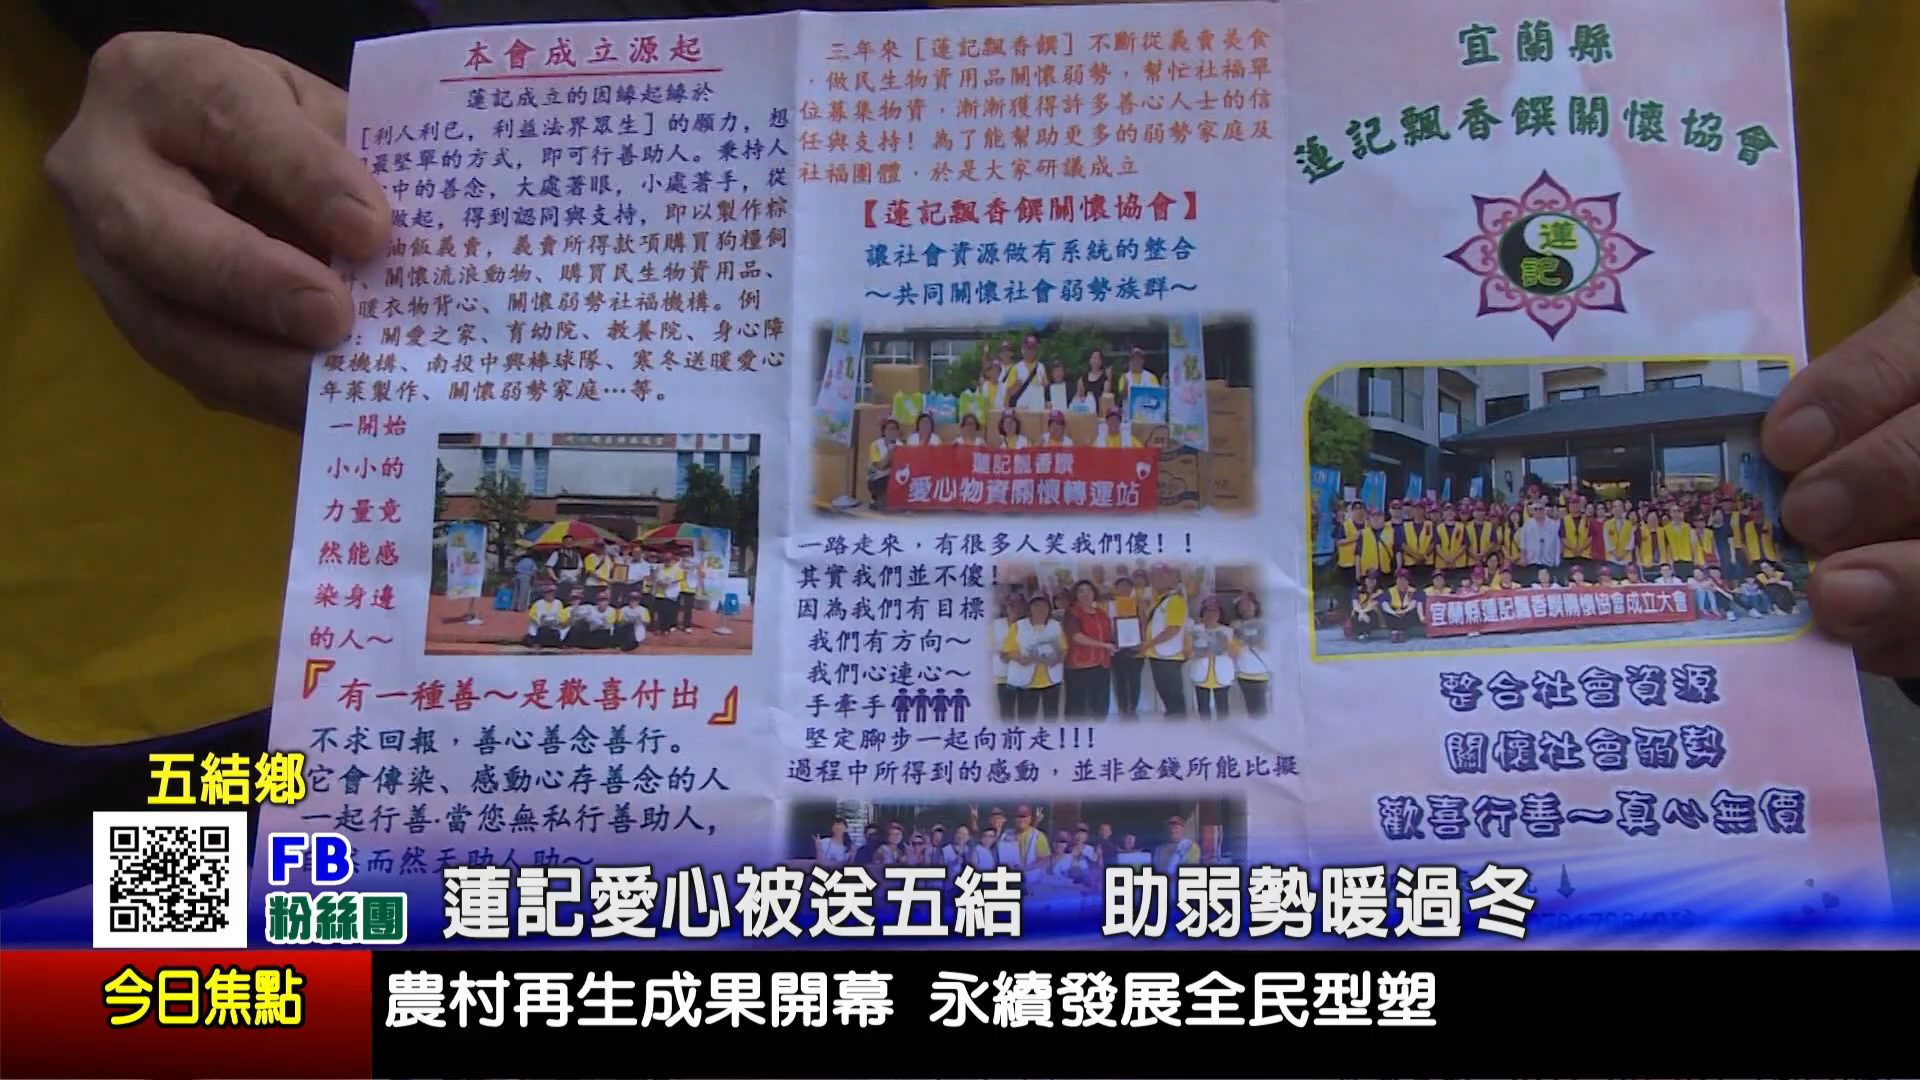 本會成立源起
蓮記成立的因緣起緣於
[利人利已，利益法界眾生]的願力，想
最堅單的方式，即可行善助人。秉持人
中的善念，大處著眼，小處著手，從
做起，得到認同與支持，即以製作粽
油飯義賣，義賣所得款項購買狗糧飼
、關懷流浪動物、購買民生物資用品、
暖衣物背心、關懷弱勢社福機構。例
：關愛之家、育幼院、教養院、身心障
礙機構、南投中興棒球隊、寒冬送暖愛心
年菜製作、關懷弱勢家庭…等。
一開始
小小的
力量竟
然能感
染身邊
的人～
『有一種善～是歡喜付出』
不求回報，善心善念善行。
它會傳染、感動心存善念的人
一起行善.當您無私行善助人，
而然天助人助～
三年來[蓮記飄香饌]不斷從義賣美食
．做民生物資用品關懷弱勢，幫忙社福單
位募集物資，漸漸獲得許多善心人士的信
任與支持！為了能幫助更多的弱勢家庭及
社福團體．於是大家研議成立
【蓮記飄香饌關懷協會】
讓社會資源做有系統的整合
～共同關懷社會弱勢族群～
蓮記飄香饌
愛心物資關懷轉運站
一路走來，有很多人笑我們傻！！
其實我們並不傻！
因為我們有目標
我們有方向～
我們心連心～
手牽手
堅定腳步一起向前走!!!
過程中所得到的感動，並非金錢所能比擬
宜蘭縣
蓮記飄香饌關懷協會
蓮
記
宜蘭縣蓮記飄香饌關懷協會成立大會
整合社會資源
關懷社會弱勢
歡喜行善～真心無價
五結鄉
FB
粉絲團
蓮記愛心被送五結　助弱勢暖過冬
今日焦點
農村再生成果開幕 永續發展全民型塑